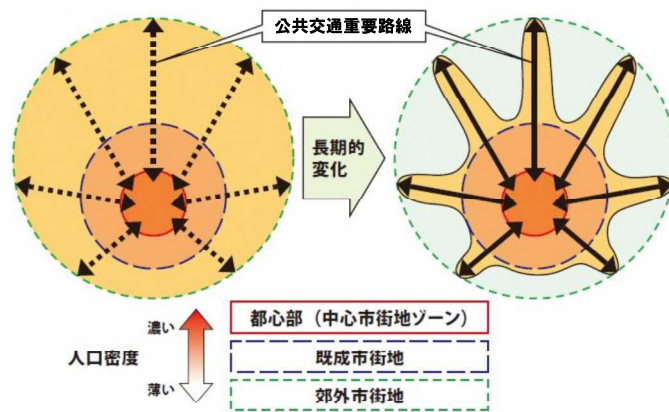 公共交通重要路線
長期的
変化
濃い
人口密度
薄い
都心部（中心市街地ゾーン）
既成市街地
郊外市街地